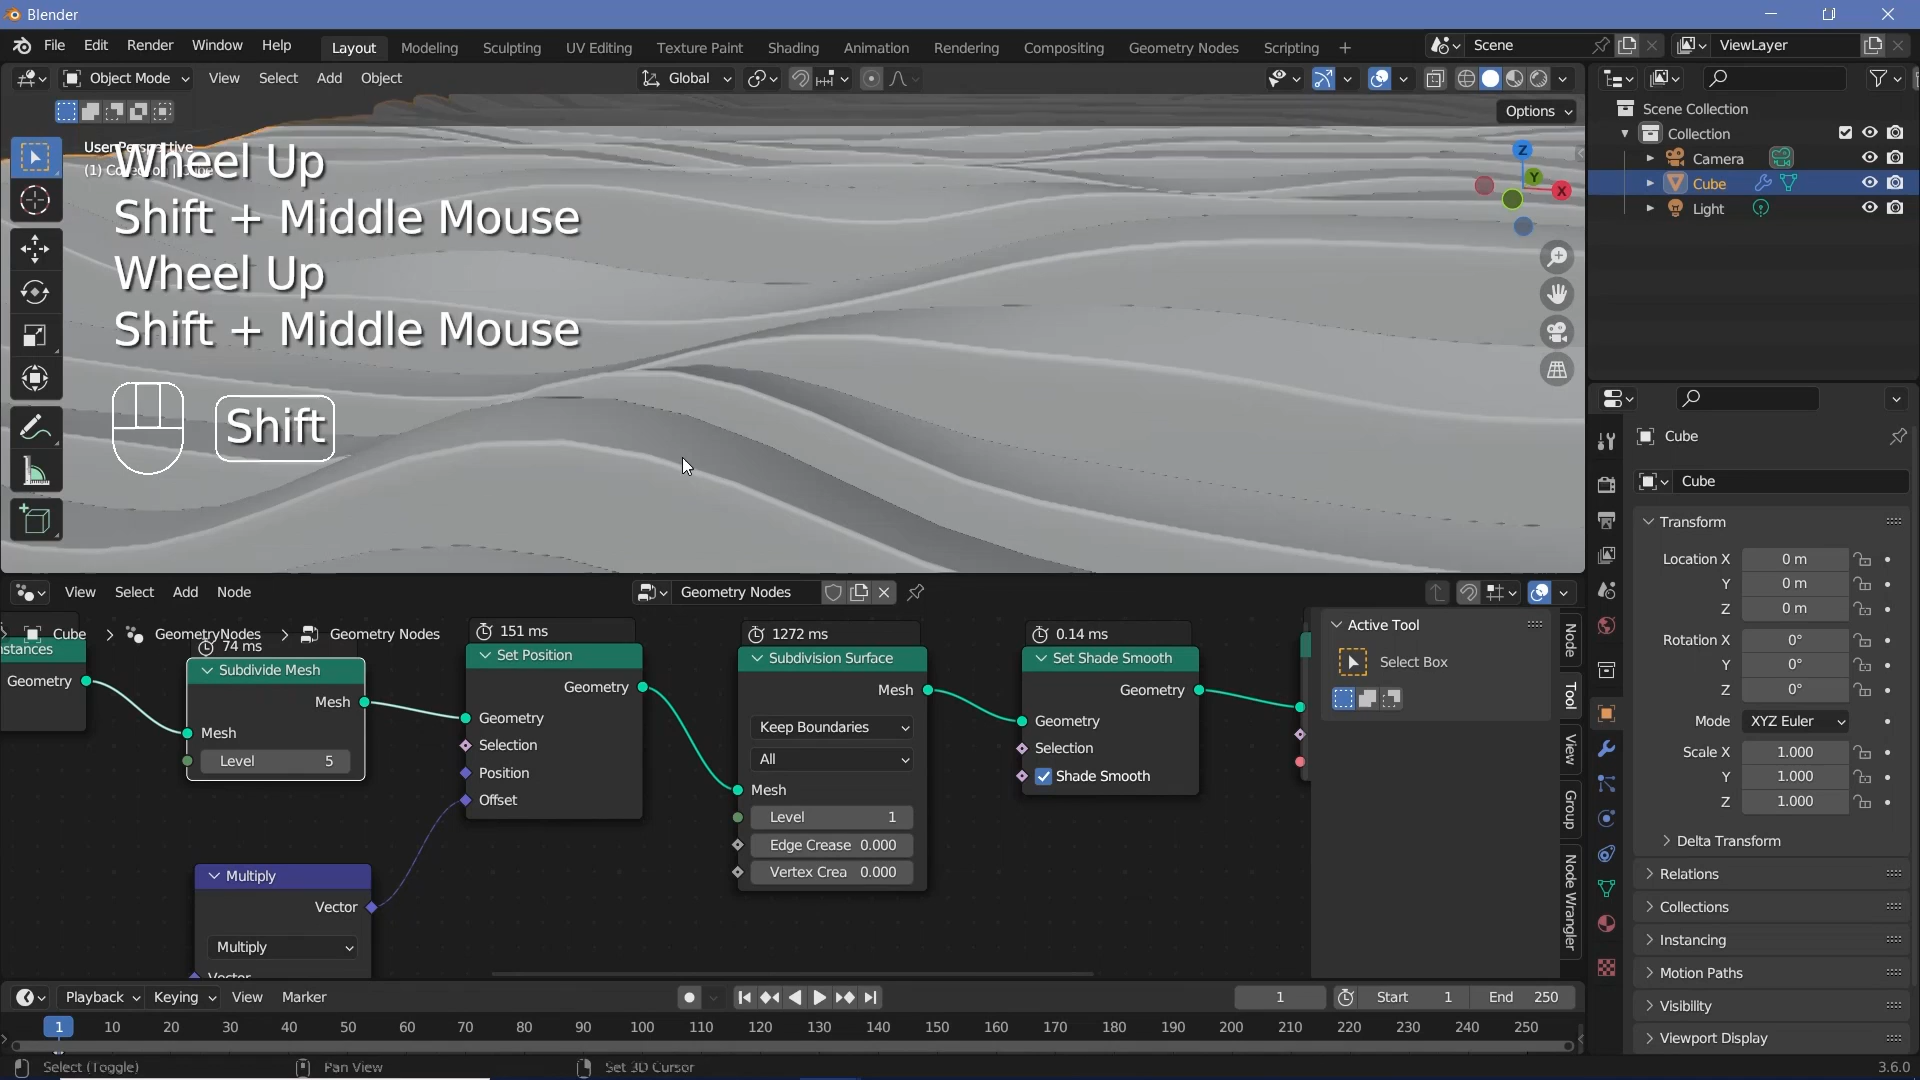 Blender
File Edit Render Window Help
Layout Modeling Sculpting UV Editing Texture Paint Shading Animation Rendering Compositing Geometry Nodes Scripting +
Scene
ViewLayer
Object Mode View Select Add Object
Global
Options
User Perspective
(1) Collection | Cube
Wheel Up
Shift + Middle Mouse
Wheel Up
Shift + Middle Mouse
Shift
Z
Y
X
Scene Collection
Collection
Camera
Cube
Light
Cube
Cube
Transform
Location X 0 m
Y 0 m
Z 0 m
Rotation X 0°
Y 0°
Z 0°
Mode XYZ Euler
Scale X 1.000
Y 1.000
Z 1.000
Delta Transform
Relations
Collections
Instancing
Motion Paths
Visibility
Viewport Display
View Select Add Node
Geometry Nodes
Cube > GeometryNodes > Geometry Nodes
nstances
Geometry
74 ms
Subdivide Mesh
Mesh
Mesh
Level 5
151 ms
Set Position
Geometry
Geometry
Selection
Position
Offset
1272 ms
Subdivision Surface
Mesh
Keep Boundaries
All
Mesh
Level 1
Edge Crease 0.000
Vertex Crea 0.000
0.14 ms
Set Shade Smooth
Geometry
Geometry
Selection
Shade Smooth
Multiply
Vector
Multiply
Vector
Active Tool
Select Box
Node
Tool
View
Group
Node Wrangler
Playback Keying View Marker
1
Start 1
End 250
1 10 20 30 40 50 60 70 80 90 100 110 120 130 140 150 160 170 180 190 200 210 220 230 240 250
Select (Toggle)
Pan View
Set 3D Cursor
3.6.0